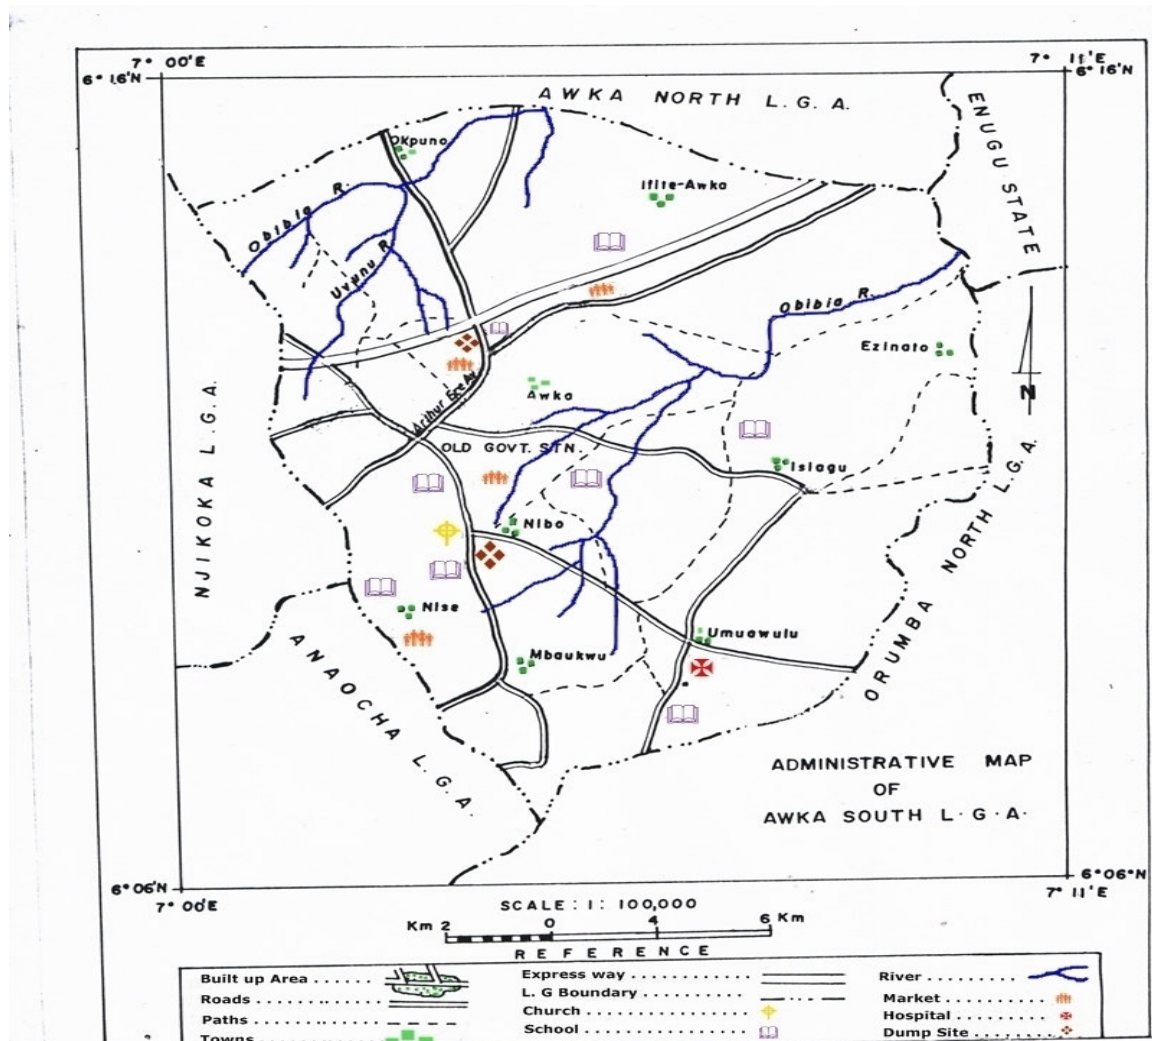 7° 00'E
7° 11'E
6° 16'N
6° 16'N
AWKA NORTH L.G.A.
ENUGU STATE
Okpuno
Ifite-Awka
Obibia R.
Uvunu R.
Obibia R.
Ezinato
N
Awka
Arthur Eze Av.
OLD GOVT. STN.
Isiagu
NJIKOKA L.G.A.
Nibo
ORUMBA NORTH L.G.A.
Nise
Umuawulu
Mbaukwu
ANAOCHA L.G.A.
ADMINISTRATIVE MAP
OF
AWKA SOUTH L.G.A.
6° 06'N
6° 06'N
7° 00'E
7° 11'E
SCALE: 1: 100,000
Km 2 0 4 6 Km
REFERENCE
Built up Area
Roads
Paths
Towns
Express way
L. G Boundary
Church
School
River
Market
Hospital
Dump Site